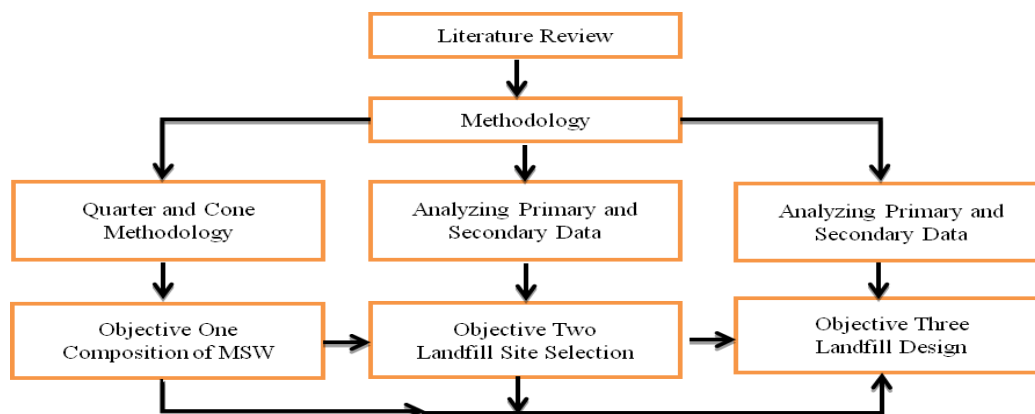 Literature Review
Methodology
Quarter and Cone
Methodology
Analyzing Primary and
Secondary Data
Analyzing Primary and
Secondary Data
Objective One
Composition of MSW
Objective Two
Landfill Site Selection
Objective Three
Landfill Design